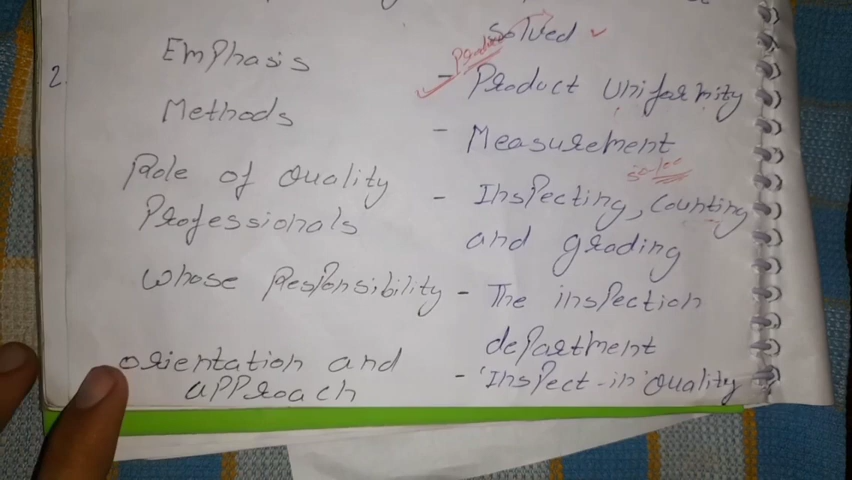 solved
2. Emphasis - Product Uniformity
Methods - Measurement
Role of Quality - Inspecting, counting
Professionals and grading
Whose Responsibility - The inspection
department
Orientation and - 'Inspect-in' Quality
approach